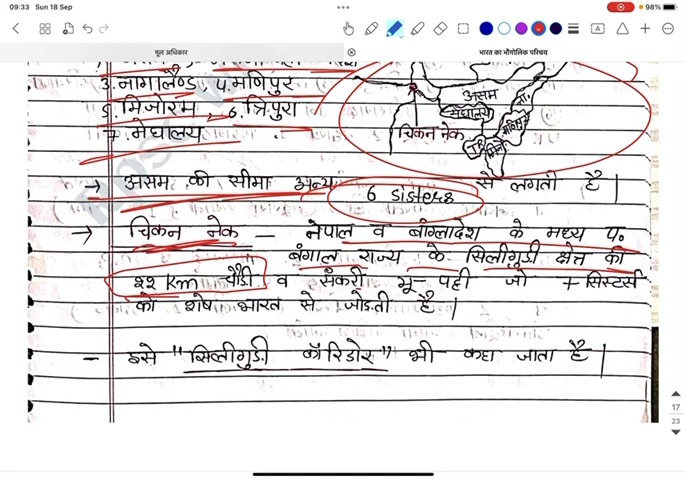 09:33 Sun 18 Sep
98%
मूल अधिकार
भारत का भौगोलिक परिचय
3. नागालैण्ड, 4. मणिपुर
5. मिजोरम, 6. त्रिपुरा
7. मेघालय
असम
मेघालय
चिकन नेक
→ असम की सीमा अन्य 6 sisters से लगती है |
→ चिकन नेक – नेपाल व बांग्लादेश के मध्य प.
बंगाल राज्य के सिलीगुडी क्षेत्र की
22 km चौडी व संकरी भू-पट्टी जो 7 सिस्टर्स
को शेष भारत से जोडती है |
– इसे "सिलीगुडी कॉरिडोर" भी कहा जाता है |
17
23